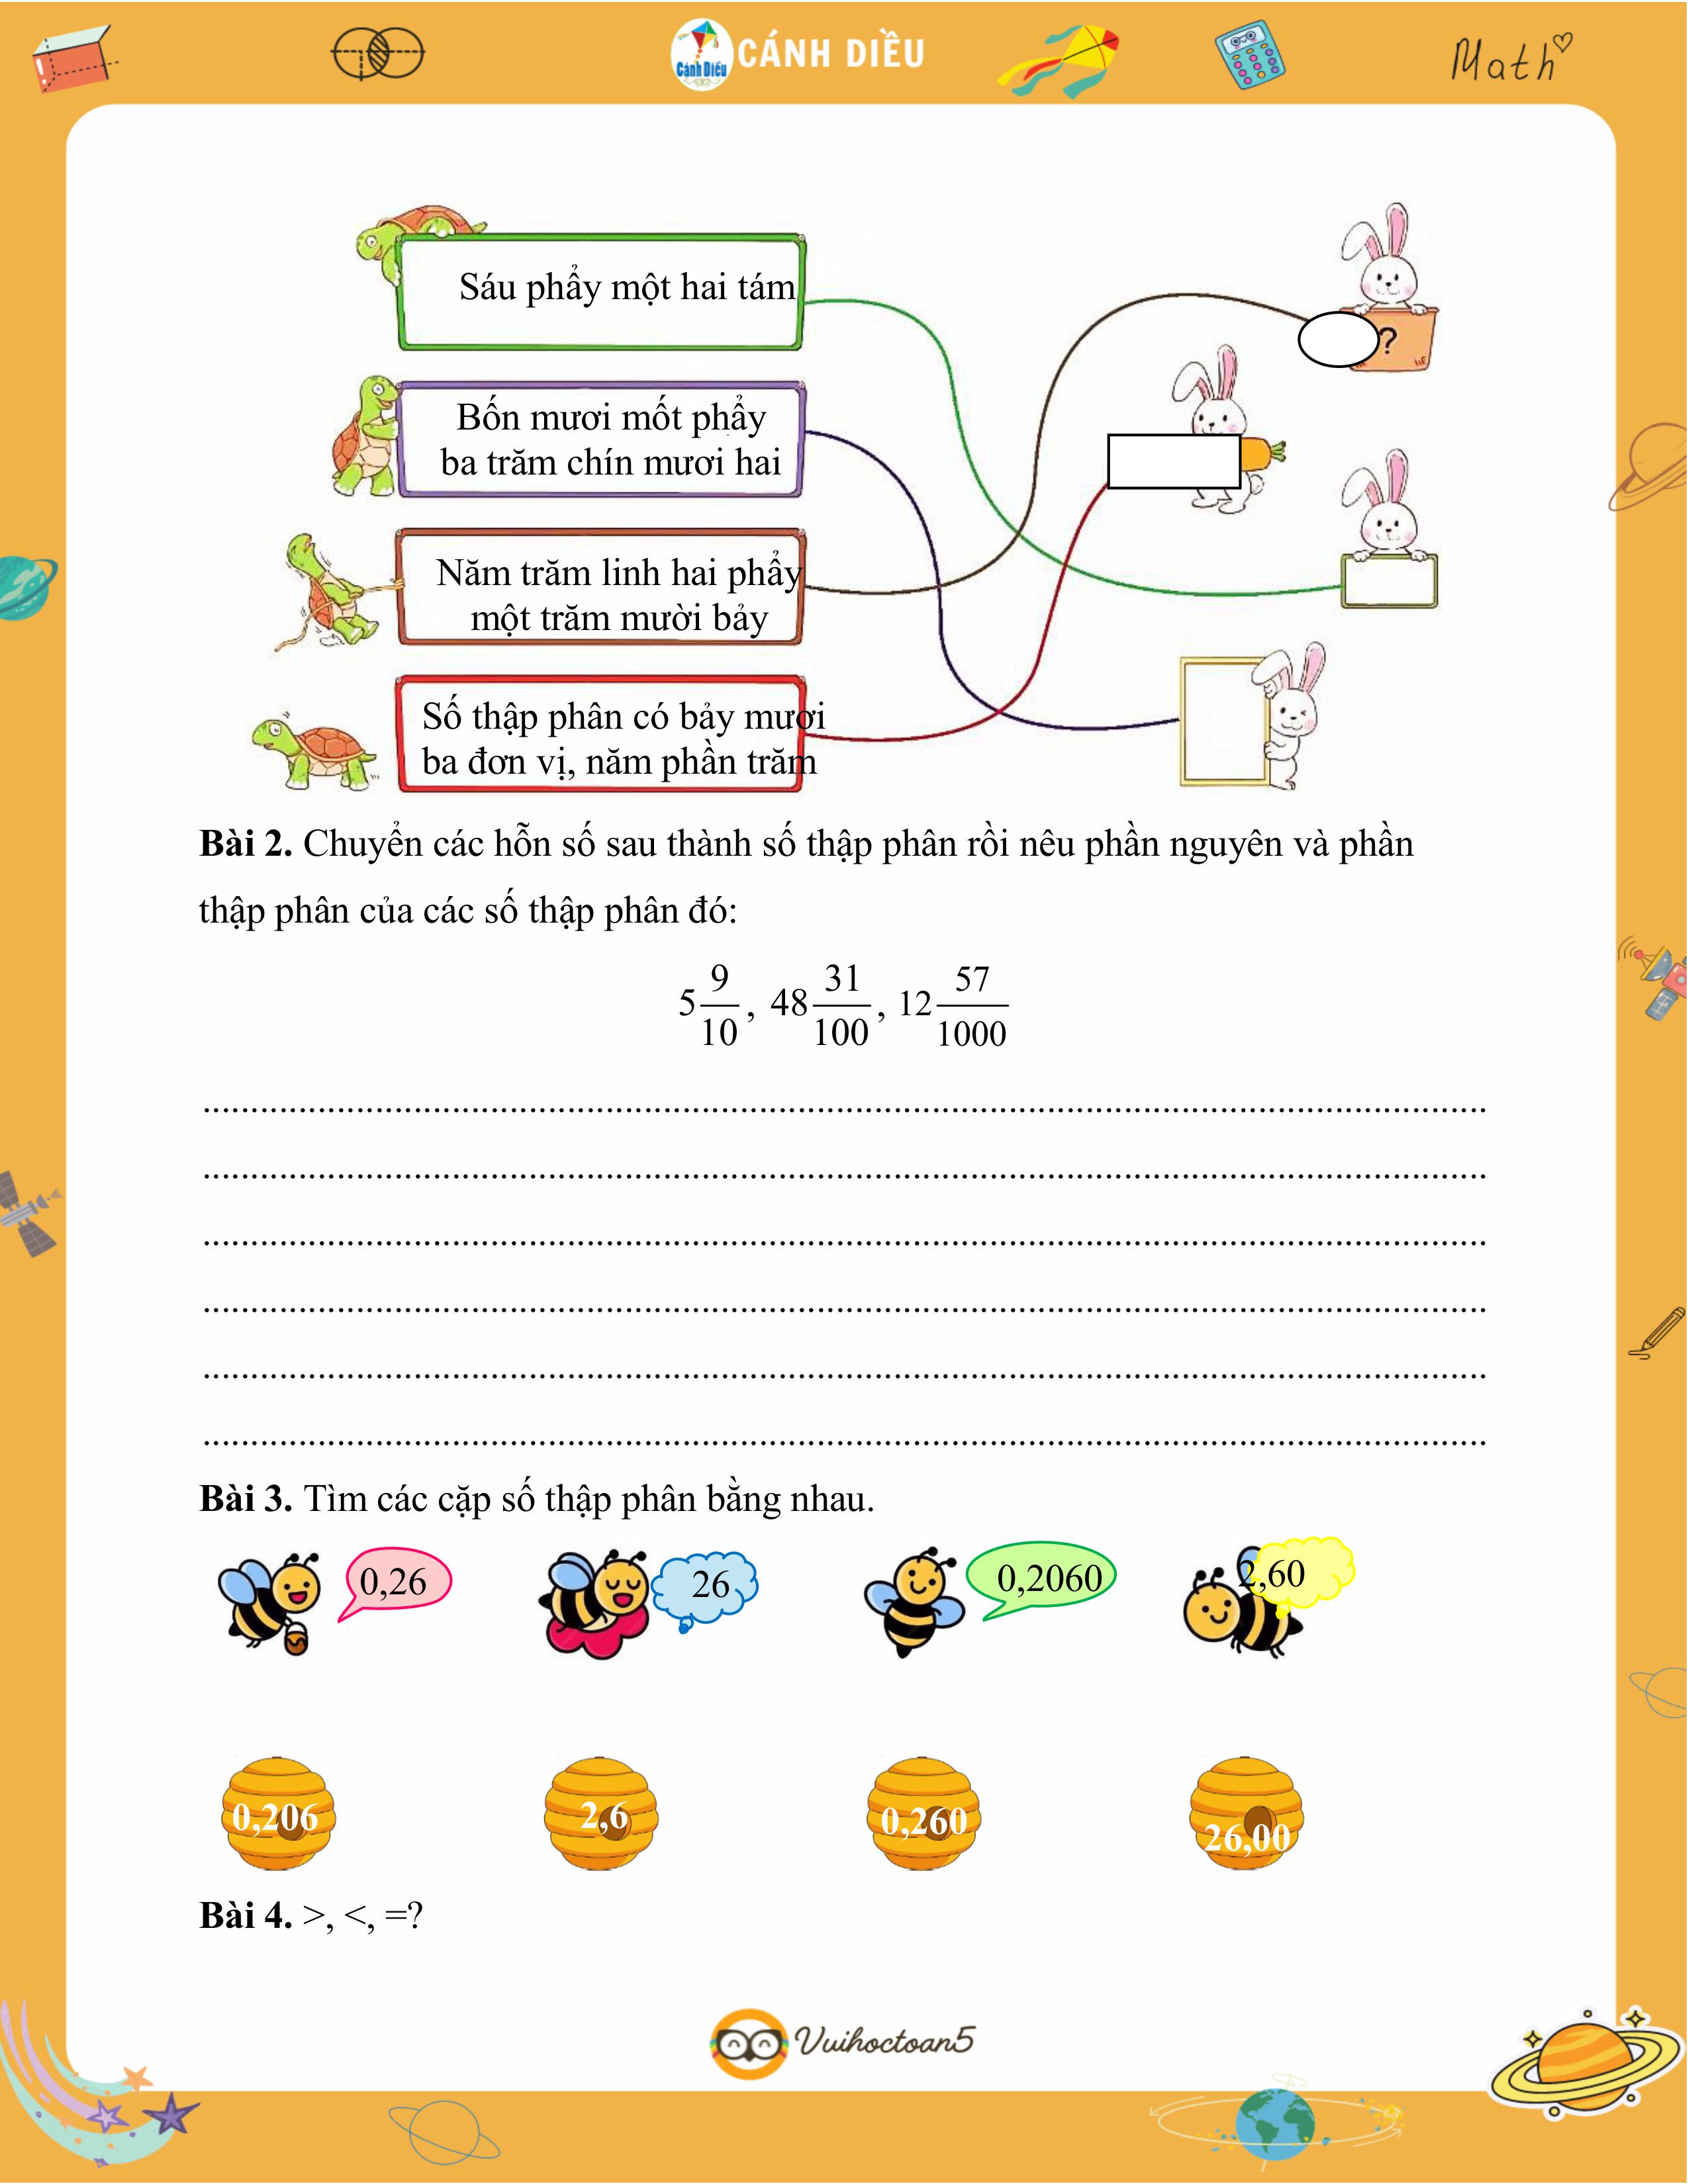 Cánh Diều CÁNH DIỀU
Math
Sáu phẩy một hai tám
?
Bốn mươi mốt phẩy
ba trăm chín mươi hai
Năm trăm linh hai phẩy
một trăm mười bảy
Số thập phân có bảy mươi
ba đơn vị, năm phần trăm
Bài 2. Chuyển các hỗn số sau thành số thập phân rồi nêu phần nguyên và phần
thập phân của các số thập phân đó:
5 9/10, 48 31/100, 12 57/1000
Bài 3. Tìm các cặp số thập phân bằng nhau.
0,26 26 0,2060 2,60
0,206 2,6 0,260 26,00
Bài 4. >, <, =?
Vuihoctoan5